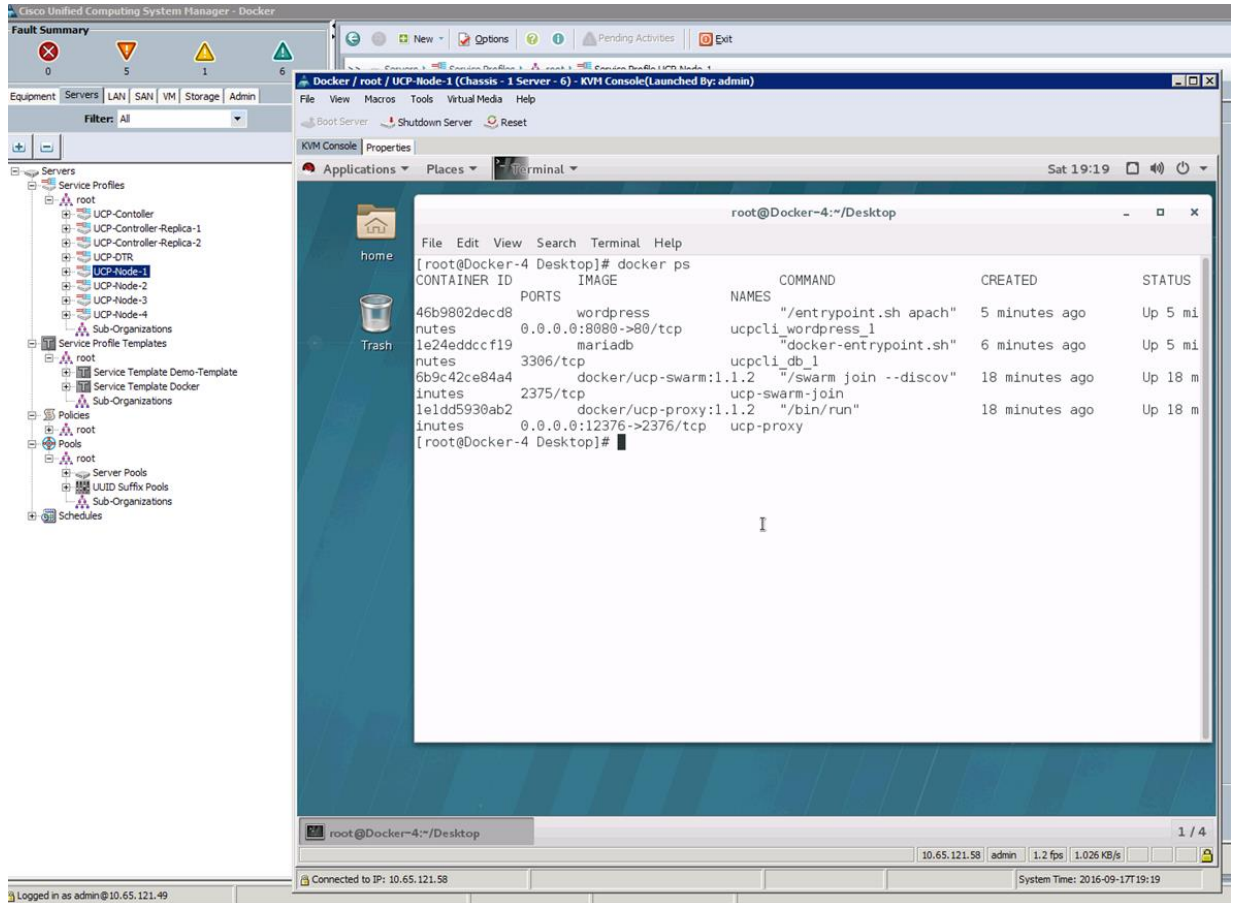 Cisco Unified Computing System Manager - Docker
Fault Summary
0 5 1 6
New Options Pending Activities Exit
Equipment Servers LAN SAN VM Storage Admin
Filter: All
Servers
Service Profiles
root
UCP-Contoller
UCP-Controller-Replica-1
UCP-Controller-Replica-2
UCP-DTR
UCP-Node-1
UCP-Node-2
UCP-Node-3
UCP-Node-4
Sub-Organizations
Service Profile Templates
root
Service Template Demo-Template
Service Template Docker
Sub-Organizations
Policies
root
Pools
root
Server Pools
UUID Suffix Pools
Sub-Organizations
Schedules
>> Servers Service Profiles root Service Profile UCP-Node-1
Docker / root / UCP-Node-1 (Chassis - 1 Server - 6) - KVM Console(Launched By: admin)
File View Macros Tools Virtual Media Help
Boot Server Shutdown Server Reset
KVM Console Properties
Applications Places Terminal Sat 19:19
home
Trash
root@Docker-4:~/Desktop
File Edit View Search Terminal Help
[root@Docker-4 Desktop]# docker ps
CONTAINER ID IMAGE COMMAND CREATED STATUS
PORTS NAMES
46b9802decd8 wordpress "/entrypoint.sh apach" 5 minutes ago Up 5 mi
nutes 0.0.0.0:8080->80/tcp ucpcli_wordpress_1
1e24eddccf19 mariadb "docker-entrypoint.sh" 6 minutes ago Up 5 mi
nutes 3306/tcp ucpcli_db_1
6b9c42ce84a4 docker/ucp-swarm:1.1.2 "/swarm join --discov" 18 minutes ago Up 18 m
inutes 2375/tcp ucp-swarm-join
1e1dd5930ab2 docker/ucp-proxy:1.1.2 "/bin/run" 18 minutes ago Up 18 m
inutes 0.0.0.0:12376->2376/tcp ucp-proxy
[root@Docker-4 Desktop]#
root@Docker-4:~/Desktop 1 / 4
10.65.121.58 admin 1.2 fps 1.026 KB/s
Connected to IP: 10.65.121.58 System Time: 2016-09-17T19:19
Logged in as admin@10.65.121.49